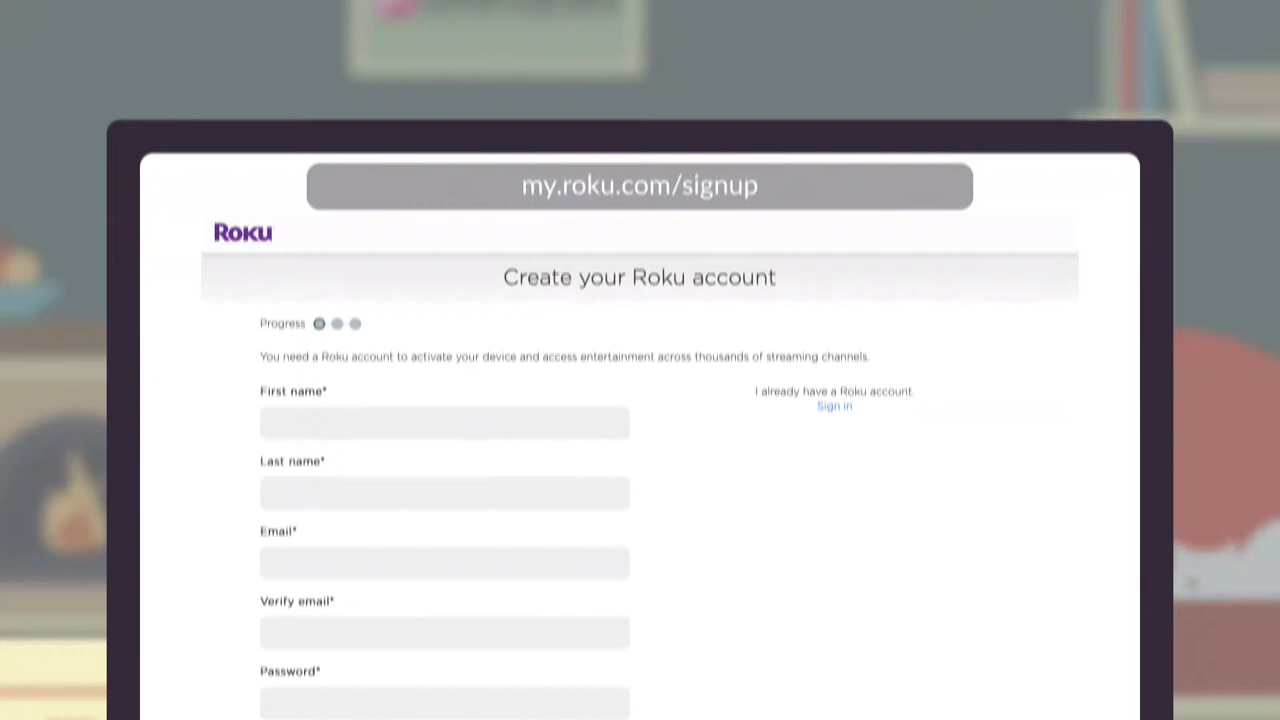 my.roku.com/signup
Roku
Create your Roku account
Progress
You need a Roku account to activate your device and access entertainment across thousands of streaming channels.
First name*
I already have a Roku account.
Sign in
Last name*
Email*
Verify email*
Password*